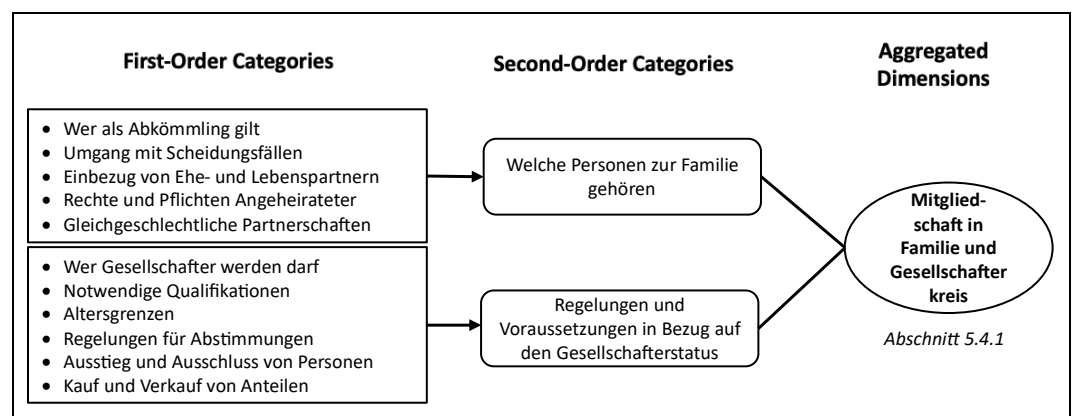 First-Order Categories
Second-Order Categories
Aggregated
Dimensions
• Wer als Abkömmling gilt
• Umgang mit Scheidungsfällen
• Einbezug von Ehe- und Lebenspartnern
• Rechte und Pflichten Angeheirateter
• Gleichgeschlechtliche Partnerschaften
Welche Personen zur Familie
gehören
• Wer Gesellschafter werden darf
• Notwendige Qualifikationen
• Altersgrenzen
• Regelungen für Abstimmungen
• Ausstieg und Ausschluss von Personen
• Kauf und Verkauf von Anteilen
Regelungen und
Voraussetzungen in Bezug auf
den Gesellschafterstatus
Mitglied-
schaft in
Familie und
Gesellschafter
kreis
Abschnitt 5.4.1